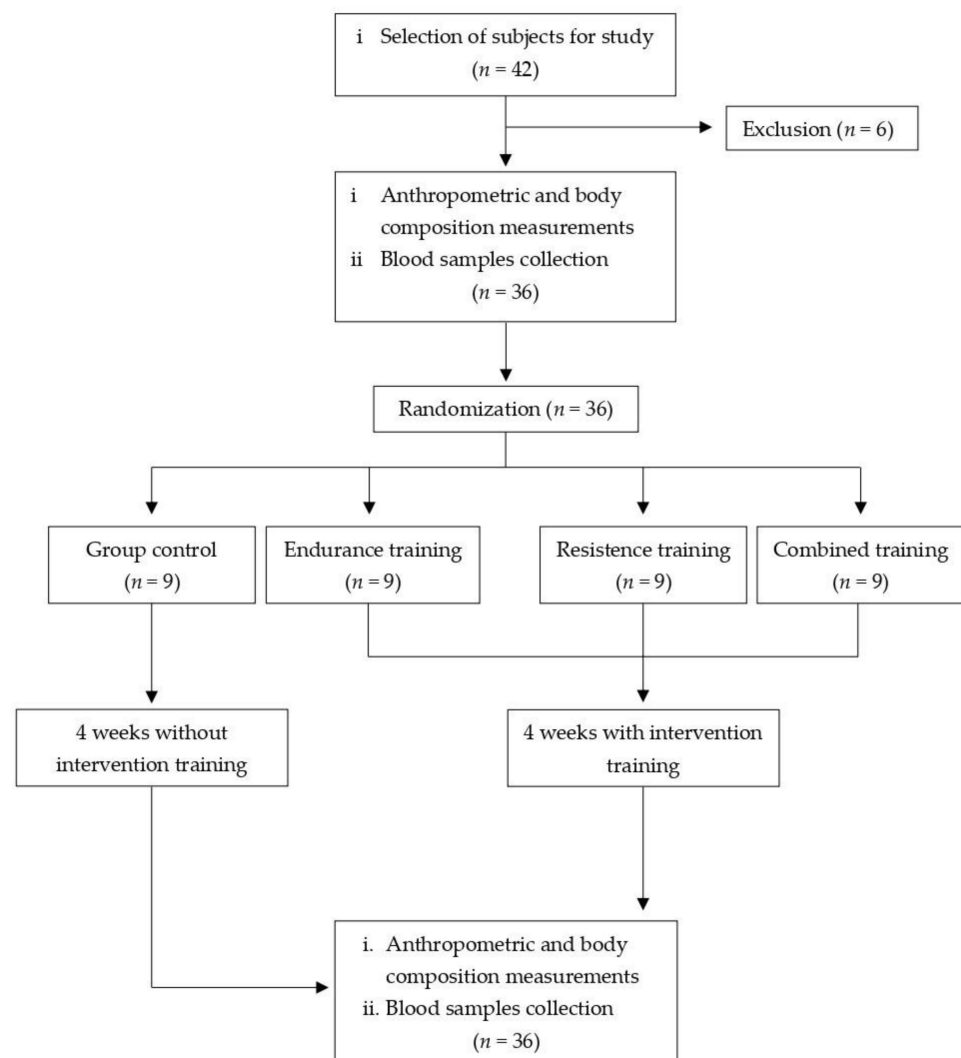 i Selection of subjects for study
(n = 42)
Exclusion (n = 6)
i Anthropometric and body
composition measurements
ii Blood samples collection
(n = 36)
Randomization (n = 36)
Group control
(n = 9)
Endurance training
(n = 9)
Resistence training
(n = 9)
Combined training
(n = 9)
4 weeks without
intervention training
4 weeks with intervention
training
i. Anthropometric and body
composition measurements
ii. Blood samples collection
(n = 36)